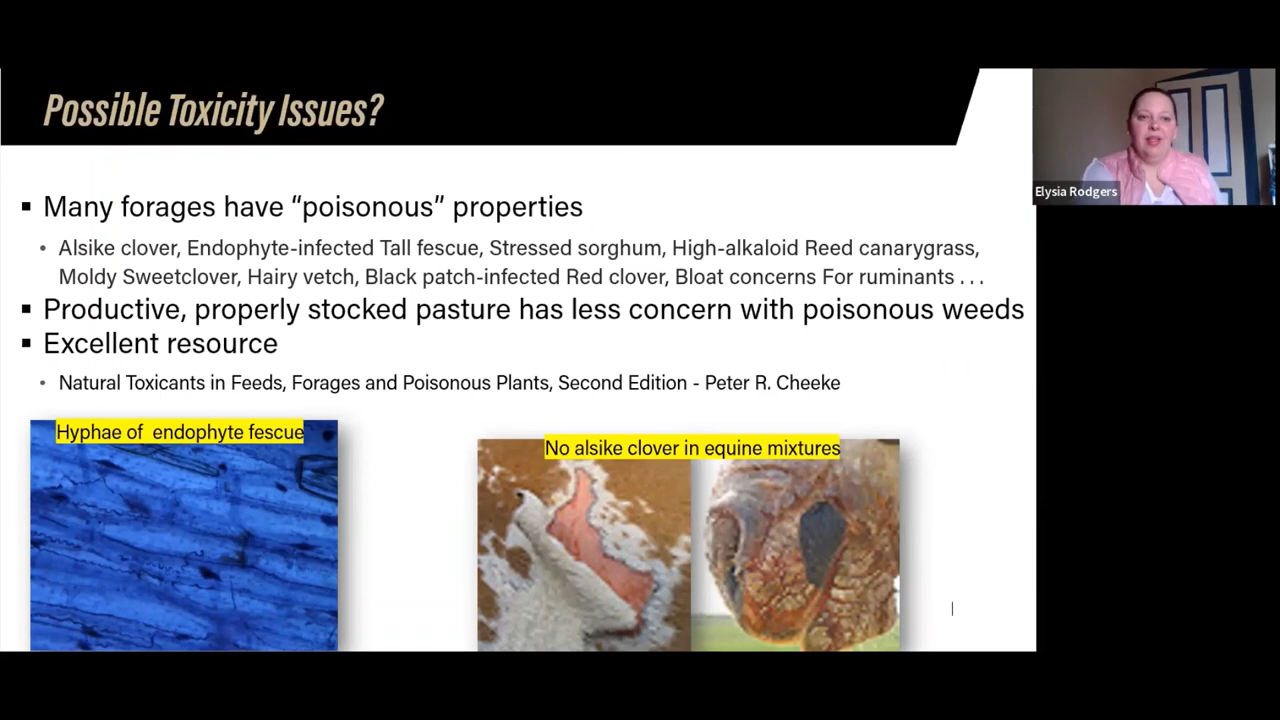 Possible Toxicity Issues?
Elysia Rodgers
▪ Many forages have “poisonous” properties
• Alsike clover, Endophyte-infected Tall fescue, Stressed sorghum, High-alkaloid Reed canarygrass,
Moldy Sweetclover, Hairy vetch, Black patch-infected Red clover, Bloat concerns For ruminants . . .
▪ Productive, properly stocked pasture has less concern with poisonous weeds
▪ Excellent resource
• Natural Toxicants in Feeds, Forages and Poisonous Plants, Second Edition - Peter R. Cheeke
Hyphae of  endophyte fescue
No alsike clover in equine mixtures